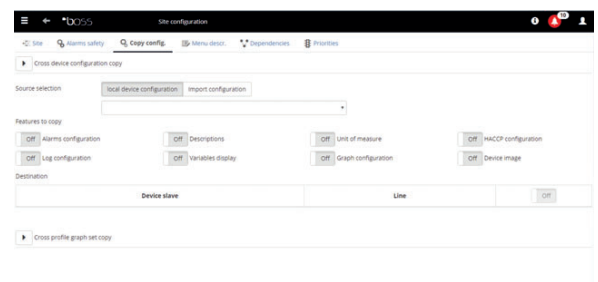 boss Site configuration 10
Site Alarms safety Copy config. Menu descr. Dependencies Priorities
Cross device configuration copy
Source selection local device configuration Import configuration
Features to copy
Off Alarms configuration Off Descriptions Off Unit of measure Off HACCP configuration
Off Log configuration Off Variables display Off Graph configuration Off Device image
Destination
Device slave Line Off
Cross profile graph set copy